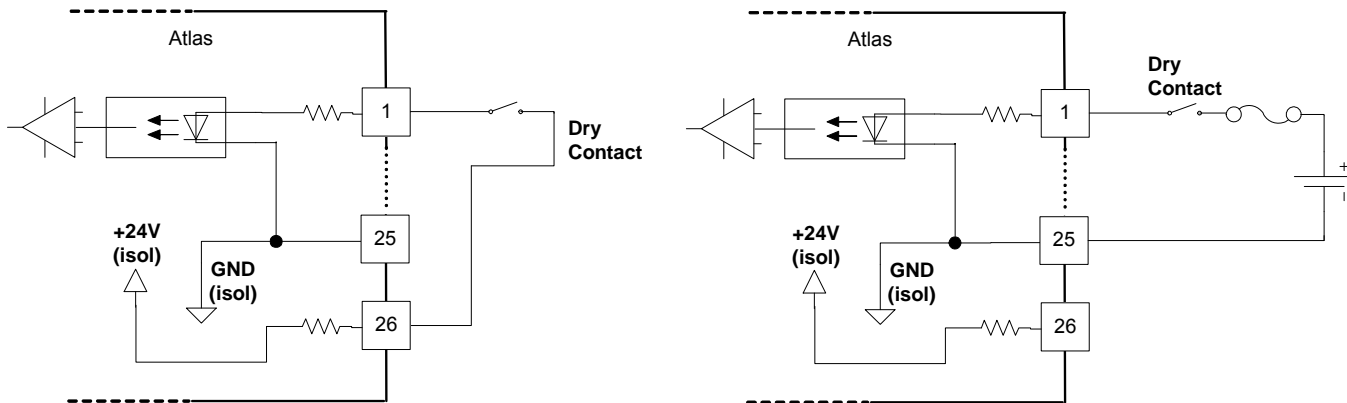 Atlas
1
Dry
Contact
25
+24V
(isol)
GND
(isol)
26
Atlas
Dry
Contact
1
+
-
25
+24V
(isol)
GND
(isol)
26